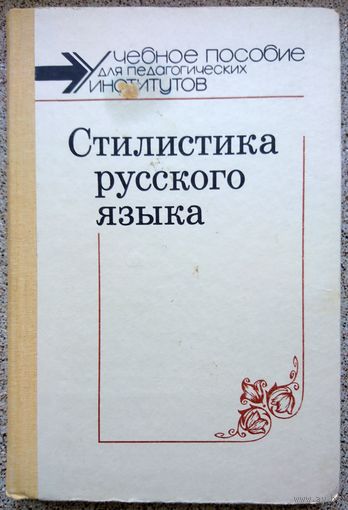 Учебное пособие
для педагогических
институтов
Стилистика
русского
языка